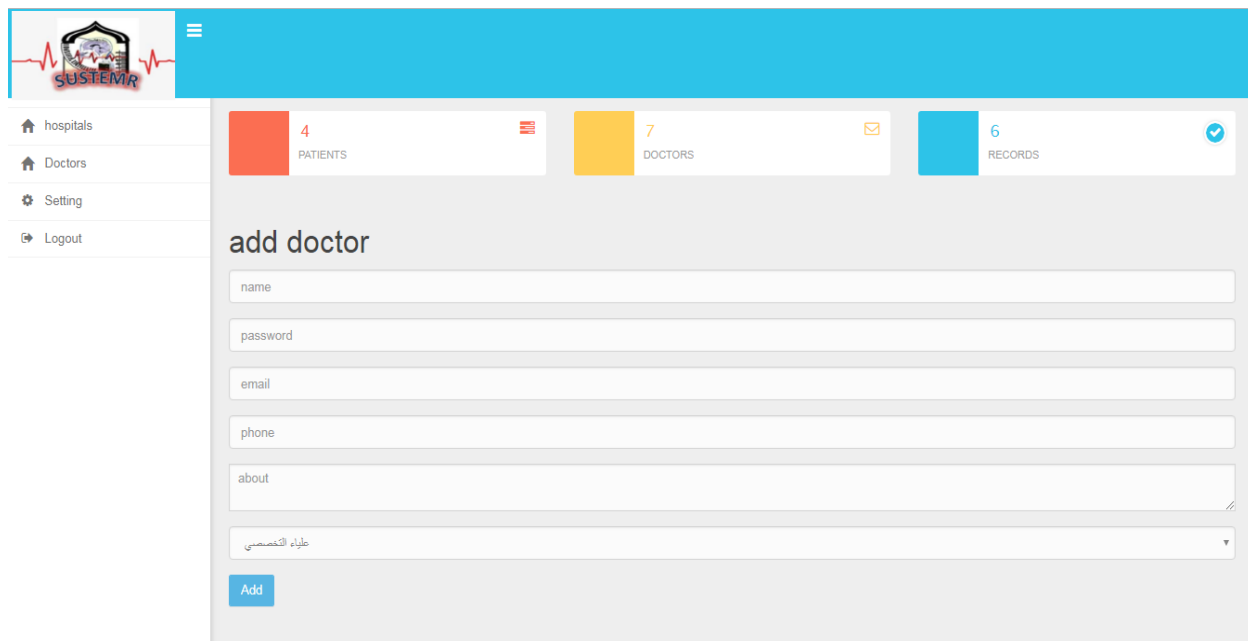 SUSTEMR
hospitals
Doctors
Setting
Logout
4
PATIENTS
7
DOCTORS
6
RECORDS
add doctor
name
password
email
phone
about
علياء التخصصي
Add